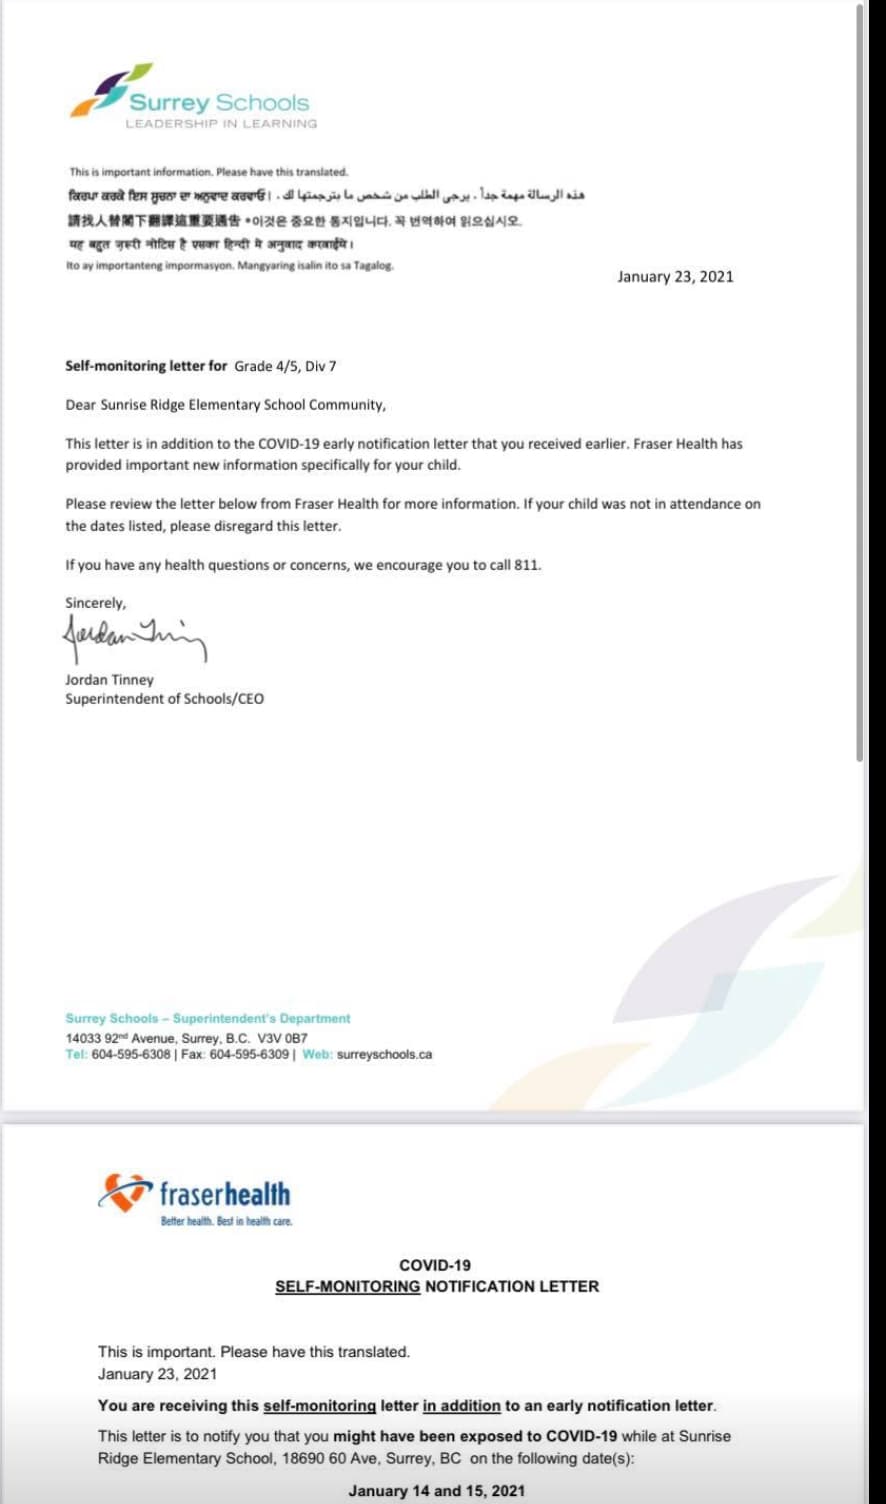 Surrey Schools
LEADERSHIP IN LEARNING
This is important information. Please have this translated.
ਕਿਰਪਾ ਕਰਕੇ ਇਸ ਸੂਚਨਾ ਦਾ ਅਨੁਵਾਦ ਕਰਵਾਓ। هذه الرسالة مهمة جداً ، يرجى الطلب من شخص ما بترجمتها لك .
請找人替閣下翻譯這重要通告 •이것은 중요한 통지입니다. 꼭 번역하여 읽으십시오.
यह बहुत ज़रूरी नोटिस है एसका हिन्दी मे अनुवाद करवाईये।
Ito ay importanteng impormasyon. Mangyaring isalin ito sa Tagalog.
January 23, 2021
Self-monitoring letter for Grade 4/5, Div 7
Dear Sunrise Ridge Elementary School Community,
This letter is in addition to the COVID-19 early notification letter that you received earlier. Fraser Health has
provided important new information specifically for your child.
Please review the letter below from Fraser Health for more information. If your child was not in attendance on
the dates listed, please disregard this letter.
If you have any health questions or concerns, we encourage you to call 811.
Sincerely,
Jordan Tinney
Superintendent of Schools/CEO
Surrey Schools – Superintendent's Department
14033 92nd Avenue, Surrey, B.C. V3V 0B7
Tel: 604-595-6308 | Fax: 604-595-6309 | Web: surreyschools.ca
fraserhealth
Better health. Best in health care.
COVID-19
SELF-MONITORING NOTIFICATION LETTER
This is important. Please have this translated.
January 23, 2021
You are receiving this self-monitoring letter in addition to an early notification letter.
This letter is to notify you that you might have been exposed to COVID-19 while at Sunrise
Ridge Elementary School, 18690 60 Ave, Surrey, BC on the following date(s):
January 14 and 15, 2021